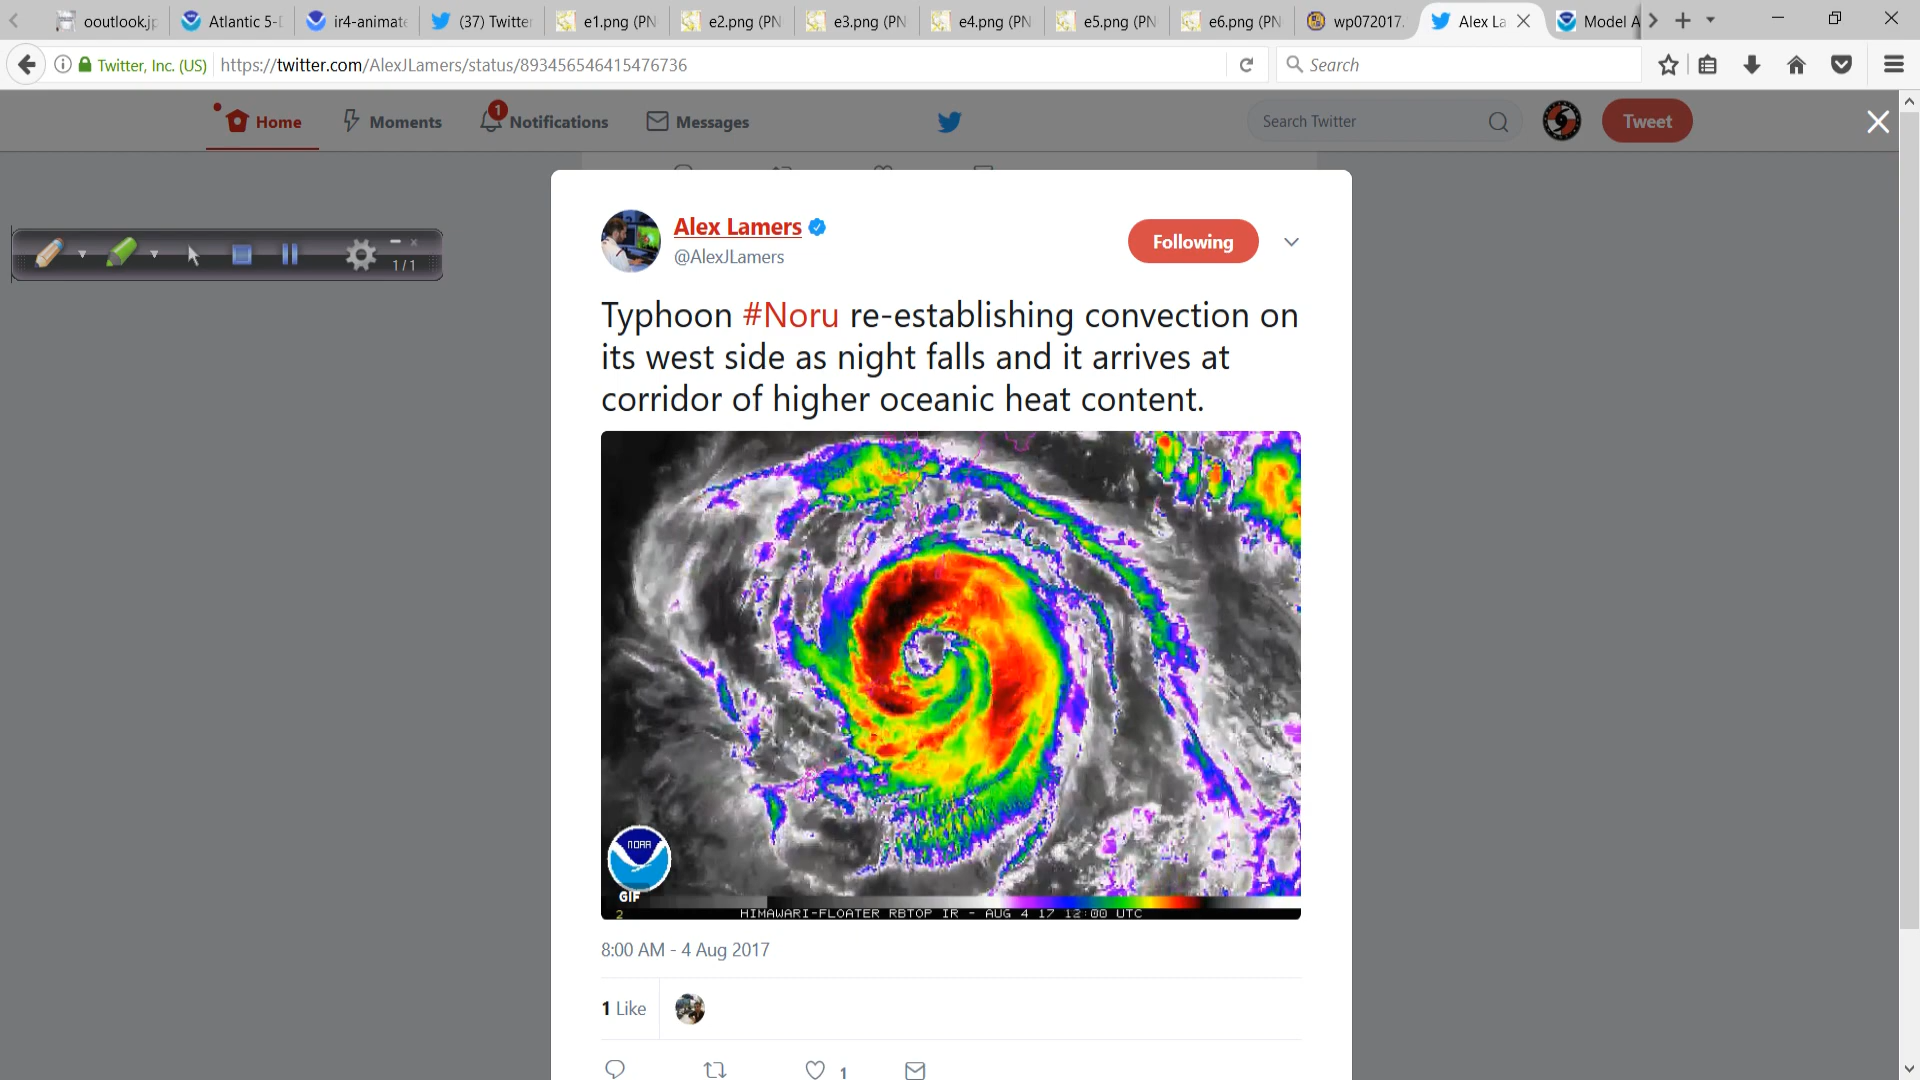 ooutlook.jp
Atlantic 5-D
ir4-animate
(37) Twitte
e1.png (PN
e2.png (PN
e3.png (PN
e4.png (PN
e5.png (PN
e6.png (PN
wp072017.
Alex La
Model A
Twitter, Inc. (US)
https://twitter.com/AlexJLamers/status/893456546415476736
Search
Home
Moments
1
Notifications
Messages
Search Twitter
Tweet
1/1
Alex Lamers
@AlexJLamers
Following
Typhoon #Noru re-establishing convection on
its west side as night falls and it arrives at
corridor of higher oceanic heat content.
NOAA
GIF
2
HIMAWARI-FLOATER RBTOP IR - AUG 4 17 12:00 UTC
8:00 AM - 4 Aug 2017
1 Like
1